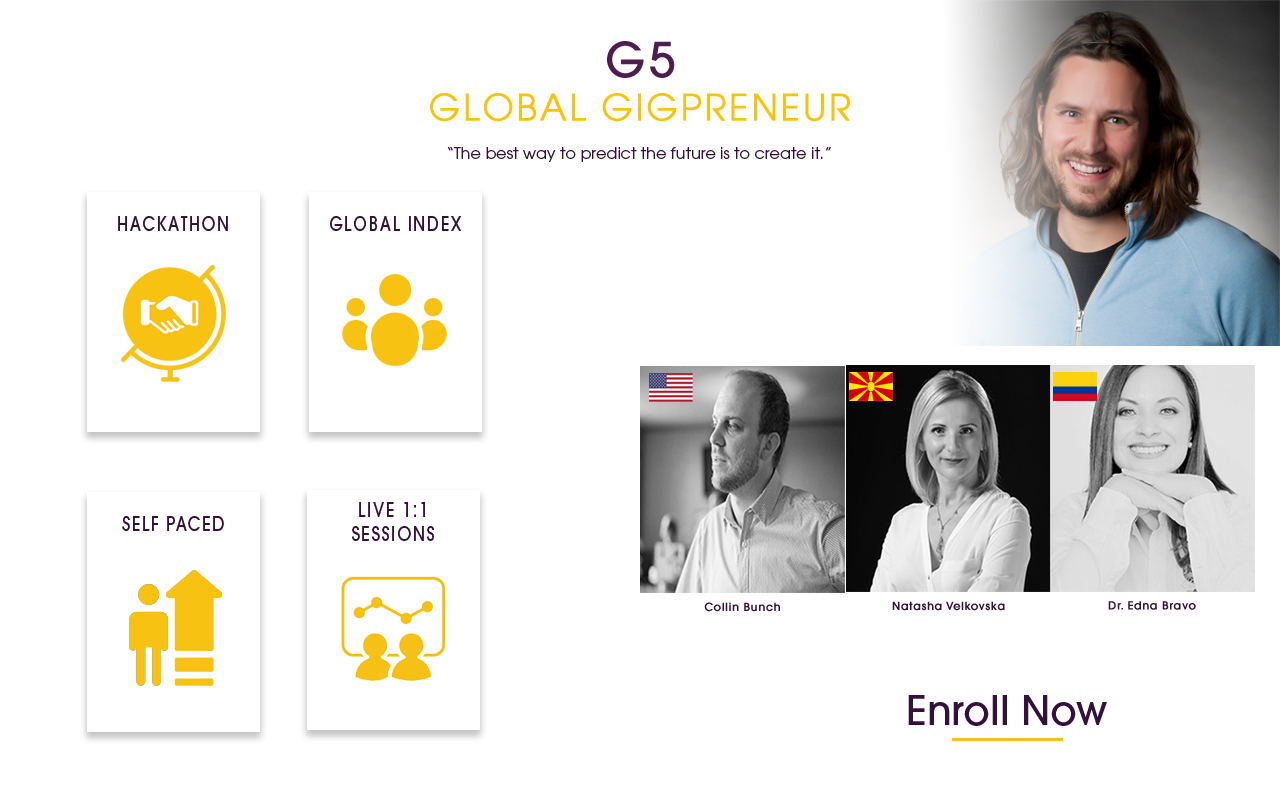 G5
GLOBAL GIGPRENEUR
“The best way to predict the future is to create it.”
HACKATHON
GLOBAL INDEX
SELF PACED
LIVE 1:1
SESSIONS
Collin Bunch
Natasha Velkovska
Dr. Edna Bravo
Enroll Now